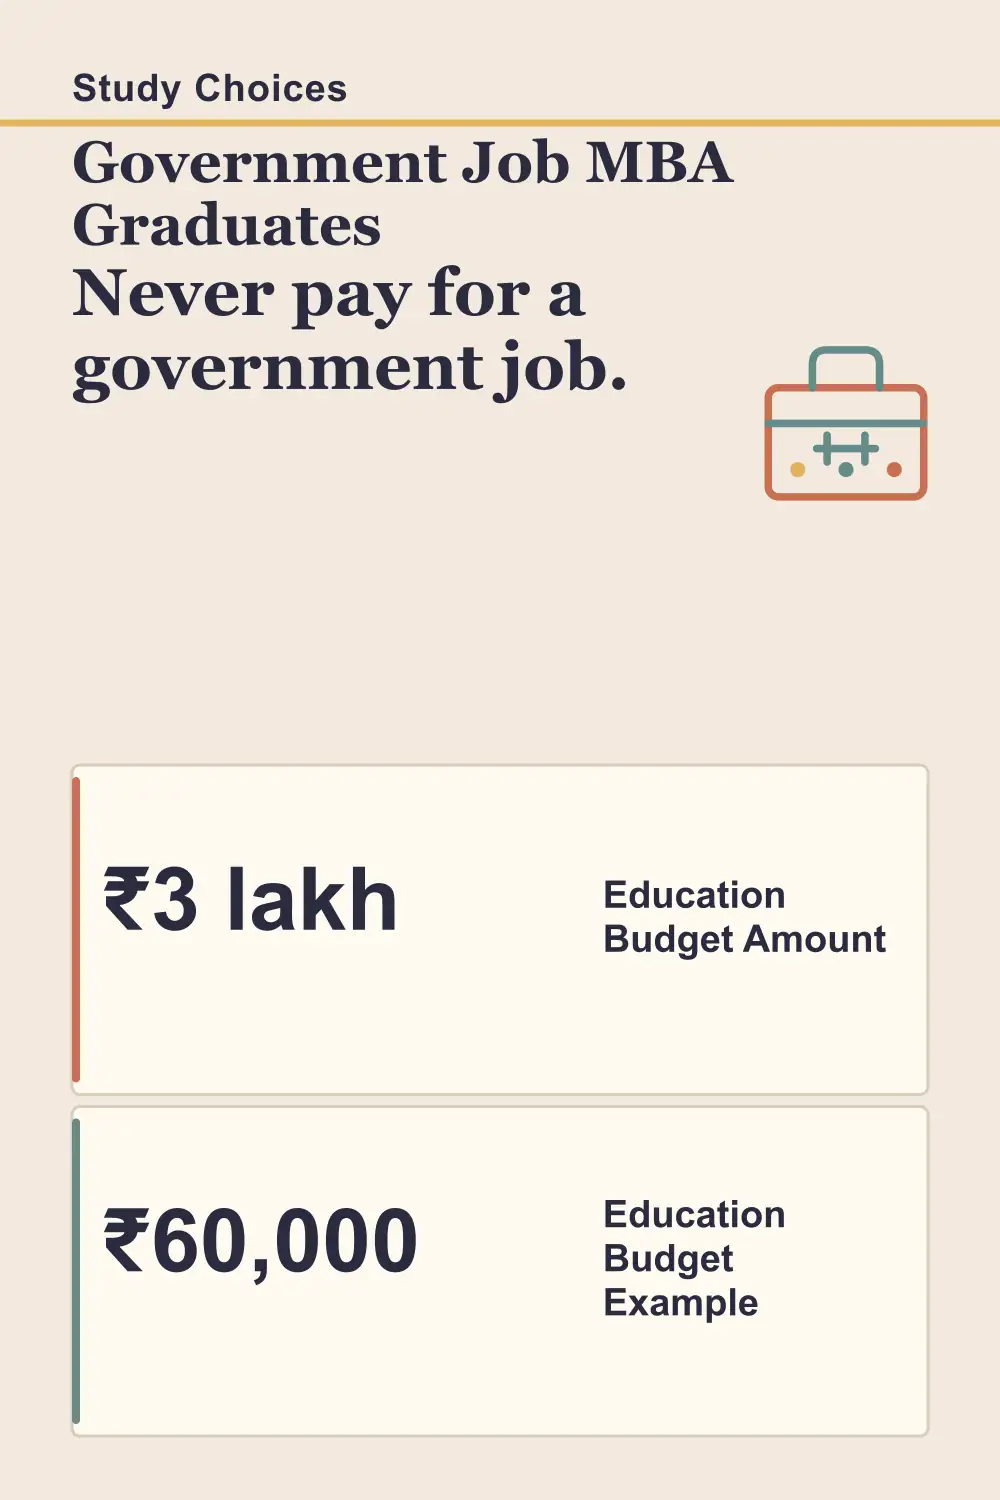 Study Choices
Government Job MBA
Graduates
Never pay for a
government job.
₹3 lakh
Education
Budget Amount
₹60,000
Education
Budget
Example